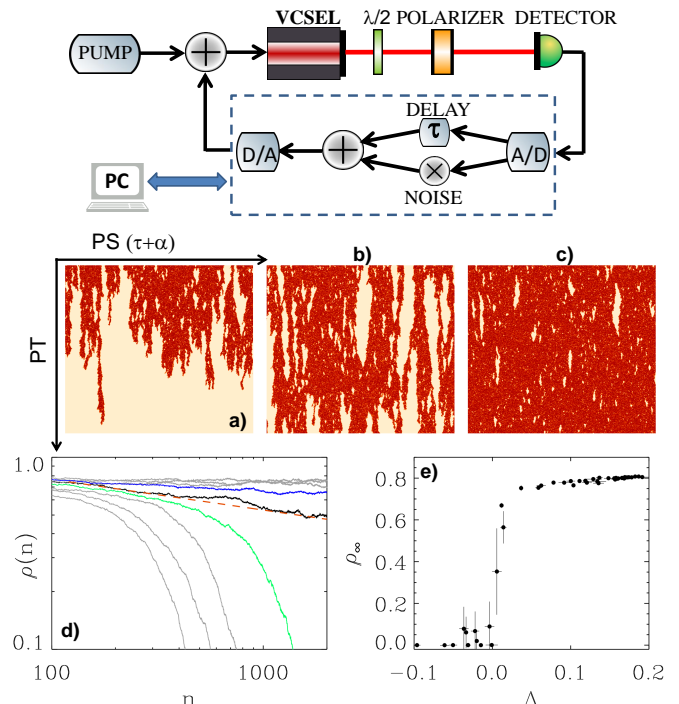 VCSEL λ/2 POLARIZER DETECTOR
PUMP
DELAY
τ
D/A A/D
PC
NOISE
PS (τ+α)
b) c)
PT
a)
1.0
ρ(n)
0.1
d)
100 1000
n
e)
ρ∞
0.8
0.6
0.4
0.2
0.0
−0.1 0.0 0.1 0.2
Δ